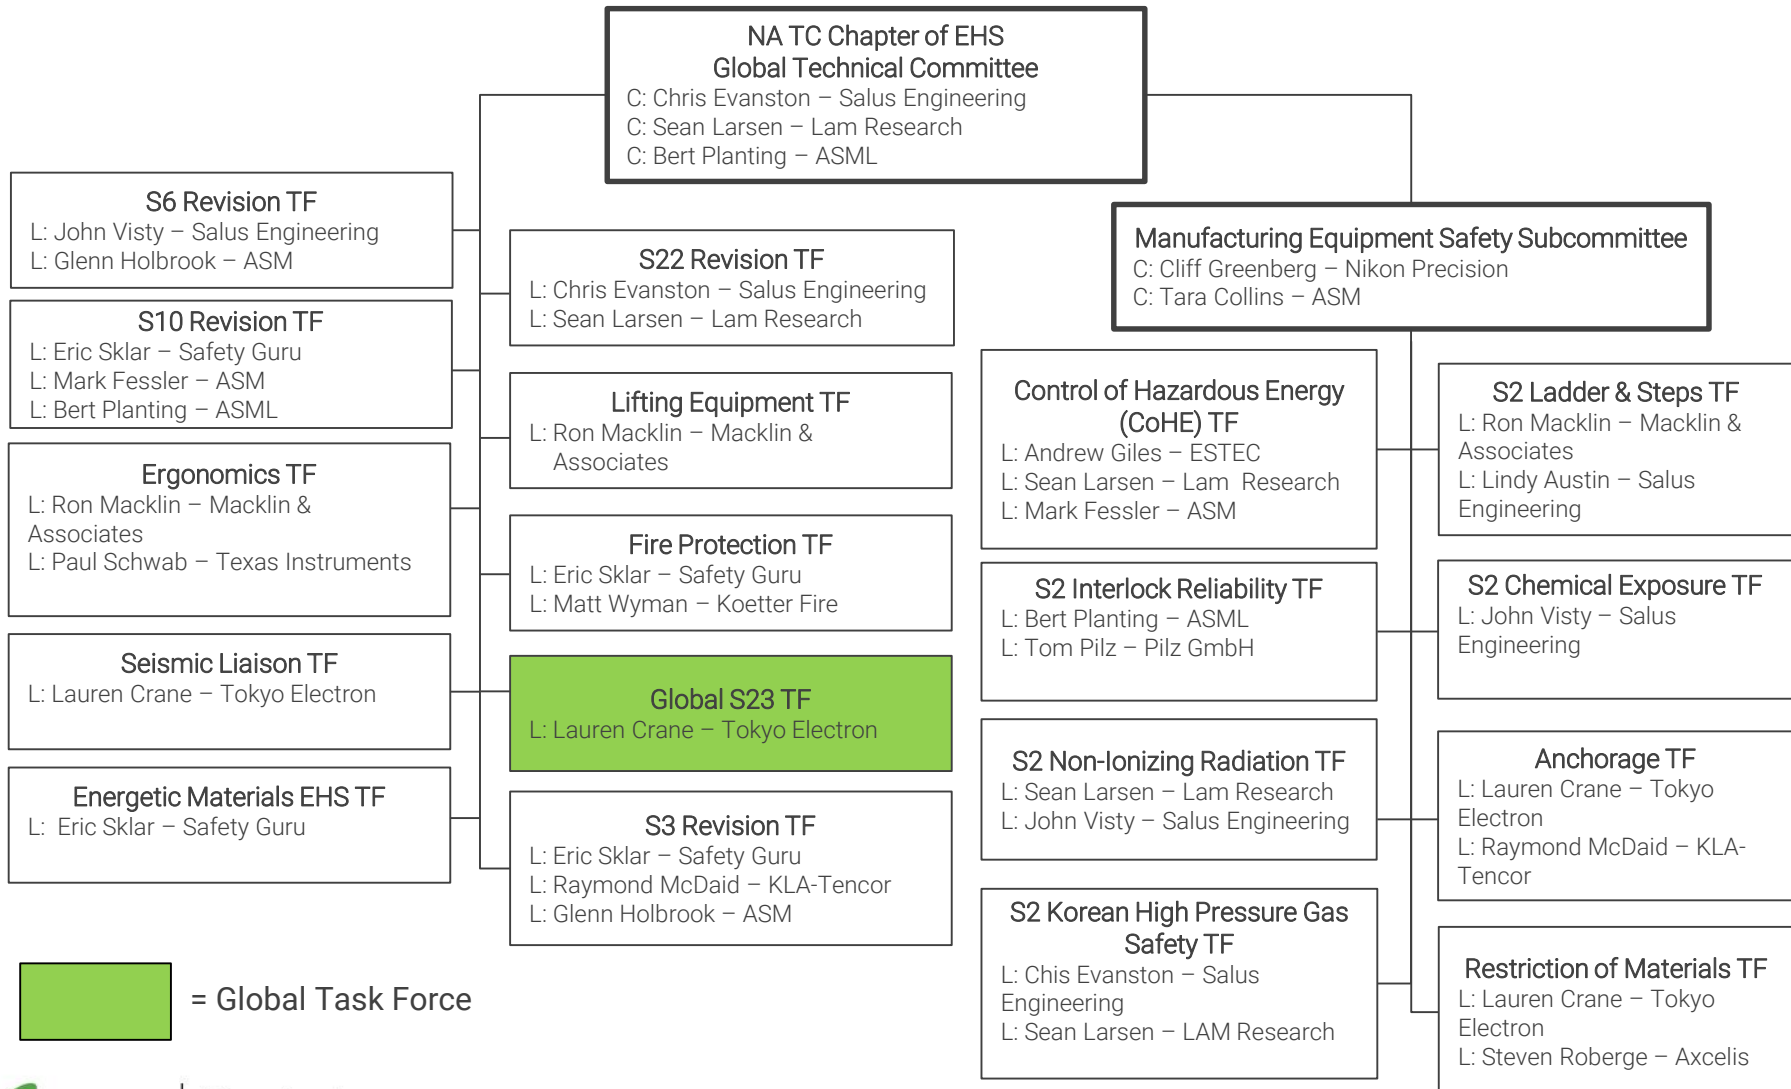 NA TC Chapter of EHS
Global Technical Committee
C: Chris Evanston – Salus Engineering
C: Sean Larsen – Lam Research
C: Bert Planting – ASML
S6 Revision TF
L: John Visty – Salus Engineering
L: Glenn Holbrook – ASM
S10 Revision TF
L: Eric Sklar – Safety Guru
L: Mark Fessler – ASM
L: Bert Planting – ASML
Ergonomics TF
L: Ron Macklin – Macklin &
Associates
L: Paul Schwab – Texas Instruments
Seismic Liaison TF
L: Lauren Crane – Tokyo Electron
Energetic Materials EHS TF
L: Eric Sklar – Safety Guru
S22 Revision TF
L: Chris Evanston – Salus Engineering
L: Sean Larsen – Lam Research
Lifting Equipment TF
L: Ron Macklin – Macklin &
Associates
Fire Protection TF
L: Eric Sklar – Safety Guru
L: Matt Wyman – Koetter Fire
Global S23 TF
L: Lauren Crane – Tokyo Electron
S3 Revision TF
L: Eric Sklar – Safety Guru
L: Raymond McDaid – KLA-Tencor
L: Glenn Holbrook – ASM
Manufacturing Equipment Safety Subcommittee
C: Cliff Greenberg – Nikon Precision
C: Tara Collins – ASM
Control of Hazardous Energy
(CoHE) TF
L: Andrew Giles – ESTEC
L: Sean Larsen – Lam Research
L: Mark Fessler – ASM
S2 Interlock Reliability TF
L: Bert Planting – ASML
L: Tom Pilz – Pilz GmbH
S2 Non-Ionizing Radiation TF
L: Sean Larsen – Lam Research
L: John Visty – Salus Engineering
S2 Korean High Pressure Gas
Safety TF
L: Chis Evanston – Salus
Engineering
L: Sean Larsen – LAM Research
S2 Ladder & Steps TF
L: Ron Macklin – Macklin &
Associates
L: Lindy Austin – Salus
Engineering
S2 Chemical Exposure TF
L: John Visty – Salus
Engineering
Anchorage TF
L: Lauren Crane – Tokyo
Electron
L: Raymond McDaid – KLA-
Tencor
Restriction of Materials TF
L: Lauren Crane – Tokyo
Electron
L: Steven Roberge – Axcelis
= Global Task Force